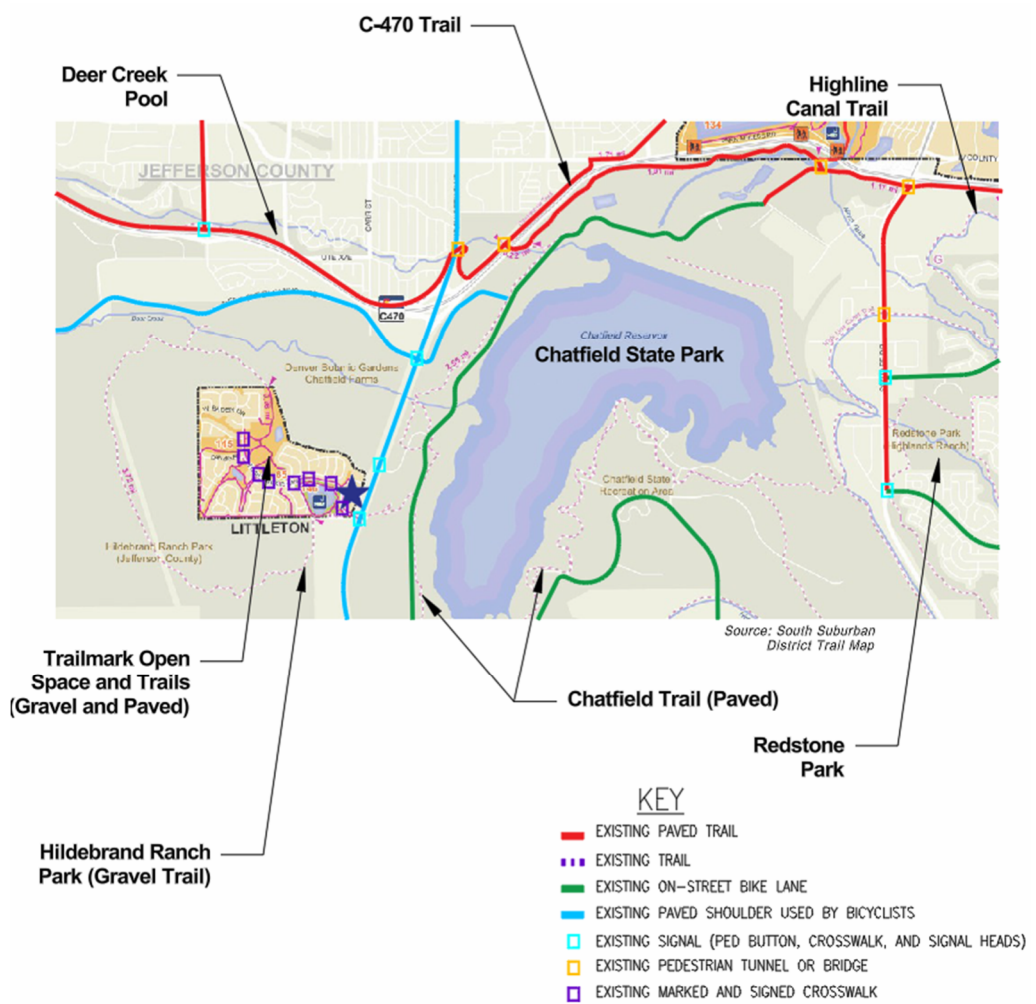 C-470 Trail
Deer Creek
Pool
Highline
Canal Trail
134
JEFFERSON COUNTY
COUNTY
C470
Chatfield Reservoir
Chatfield State Park
Denver Botanic Gardens
Chatfield Farms
115
Redstone Park
(Highlands Ranch)
Chatfield State
Recreation Area
G
LITTLETON
Hildebrand Ranch Park
(Jefferson County)
Source: South Suburban
District Trail Map
Trailmark Open
Space and Trails
(Gravel and Paved)
Chatfield Trail (Paved)
Redstone
Park
Hildebrand Ranch
Park (Gravel Trail)
KEY
EXISTING PAVED TRAIL
EXISTING TRAIL
EXISTING ON-STREET BIKE LANE
EXISTING PAVED SHOULDER USED BY BICYCLISTS
EXISTING SIGNAL (PED BUTTON, CROSSWALK, AND SIGNAL HEADS)
EXISTING PEDESTRIAN TUNNEL OR BRIDGE
EXISTING MARKED AND SIGNED CROSSWALK